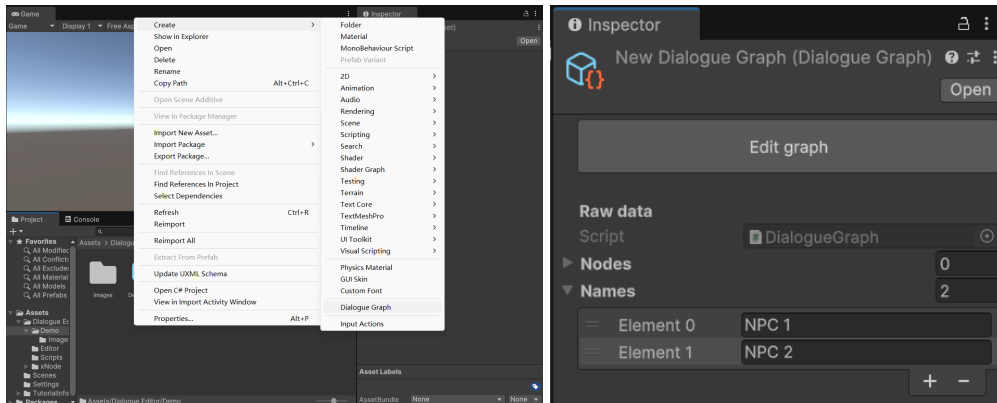 Game
Game Display 1 Free Asp
Create
Show in Explorer
Open
Delete
Rename
Copy Path Alt+Ctrl+C
Open Scene Additive
View in Package Manager
Import New Asset...
Import Package
Export Package...
Find References In Scene
Find References In Project
Select Dependencies
Refresh Ctrl+R
Reimport
Reimport All
Extract From Prefab
Update UXML Schema
Open C# Project
View in Import Activity Window
Properties... Alt+P
Folder
Material
MonoBehaviour Script
Prefab Variant
2D
Animation
Audio
Rendering
Scene
Scripting
Search
Shader
Shader Graph
Testing
Terrain
Text Core
TextMeshPro
Timeline
UI Toolkit
Visual Scripting
Physics Material
GUI Skin
Custom Font
Dialogue Graph
Input Actions
Inspector
Open
Project Console
Favorites
All Modified
All Conflicts
All Excluded
All Material
All Models
All Prefabs
Assets
Dialogue Ed
Demo
Image
Editor
Scripts
xNode
Scenes
Settings
TutorialInfo
Packages
Assets > Dialogu
Images
Assets/Dialogue Editor/Demo
Asset Labels
AssetBundle None None
Inspector
New Dialogue Graph (Dialogue Graph)
Open
Edit graph
Raw data
Script DialogueGraph
Nodes 0
Names 2
Element 0 NPC 1
Element 1 NPC 2